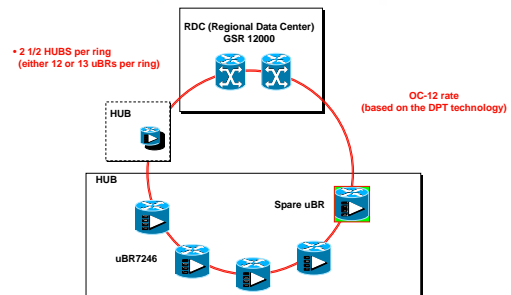 RDC (Regional Data Center)
GSR 12000
• 2 1/2 HUBS per ring
(either 12 or 13 uBRs per ring)
OC-12 rate
(based on the DPT technology)
HUB
HUB
Spare uBR
uBR7246